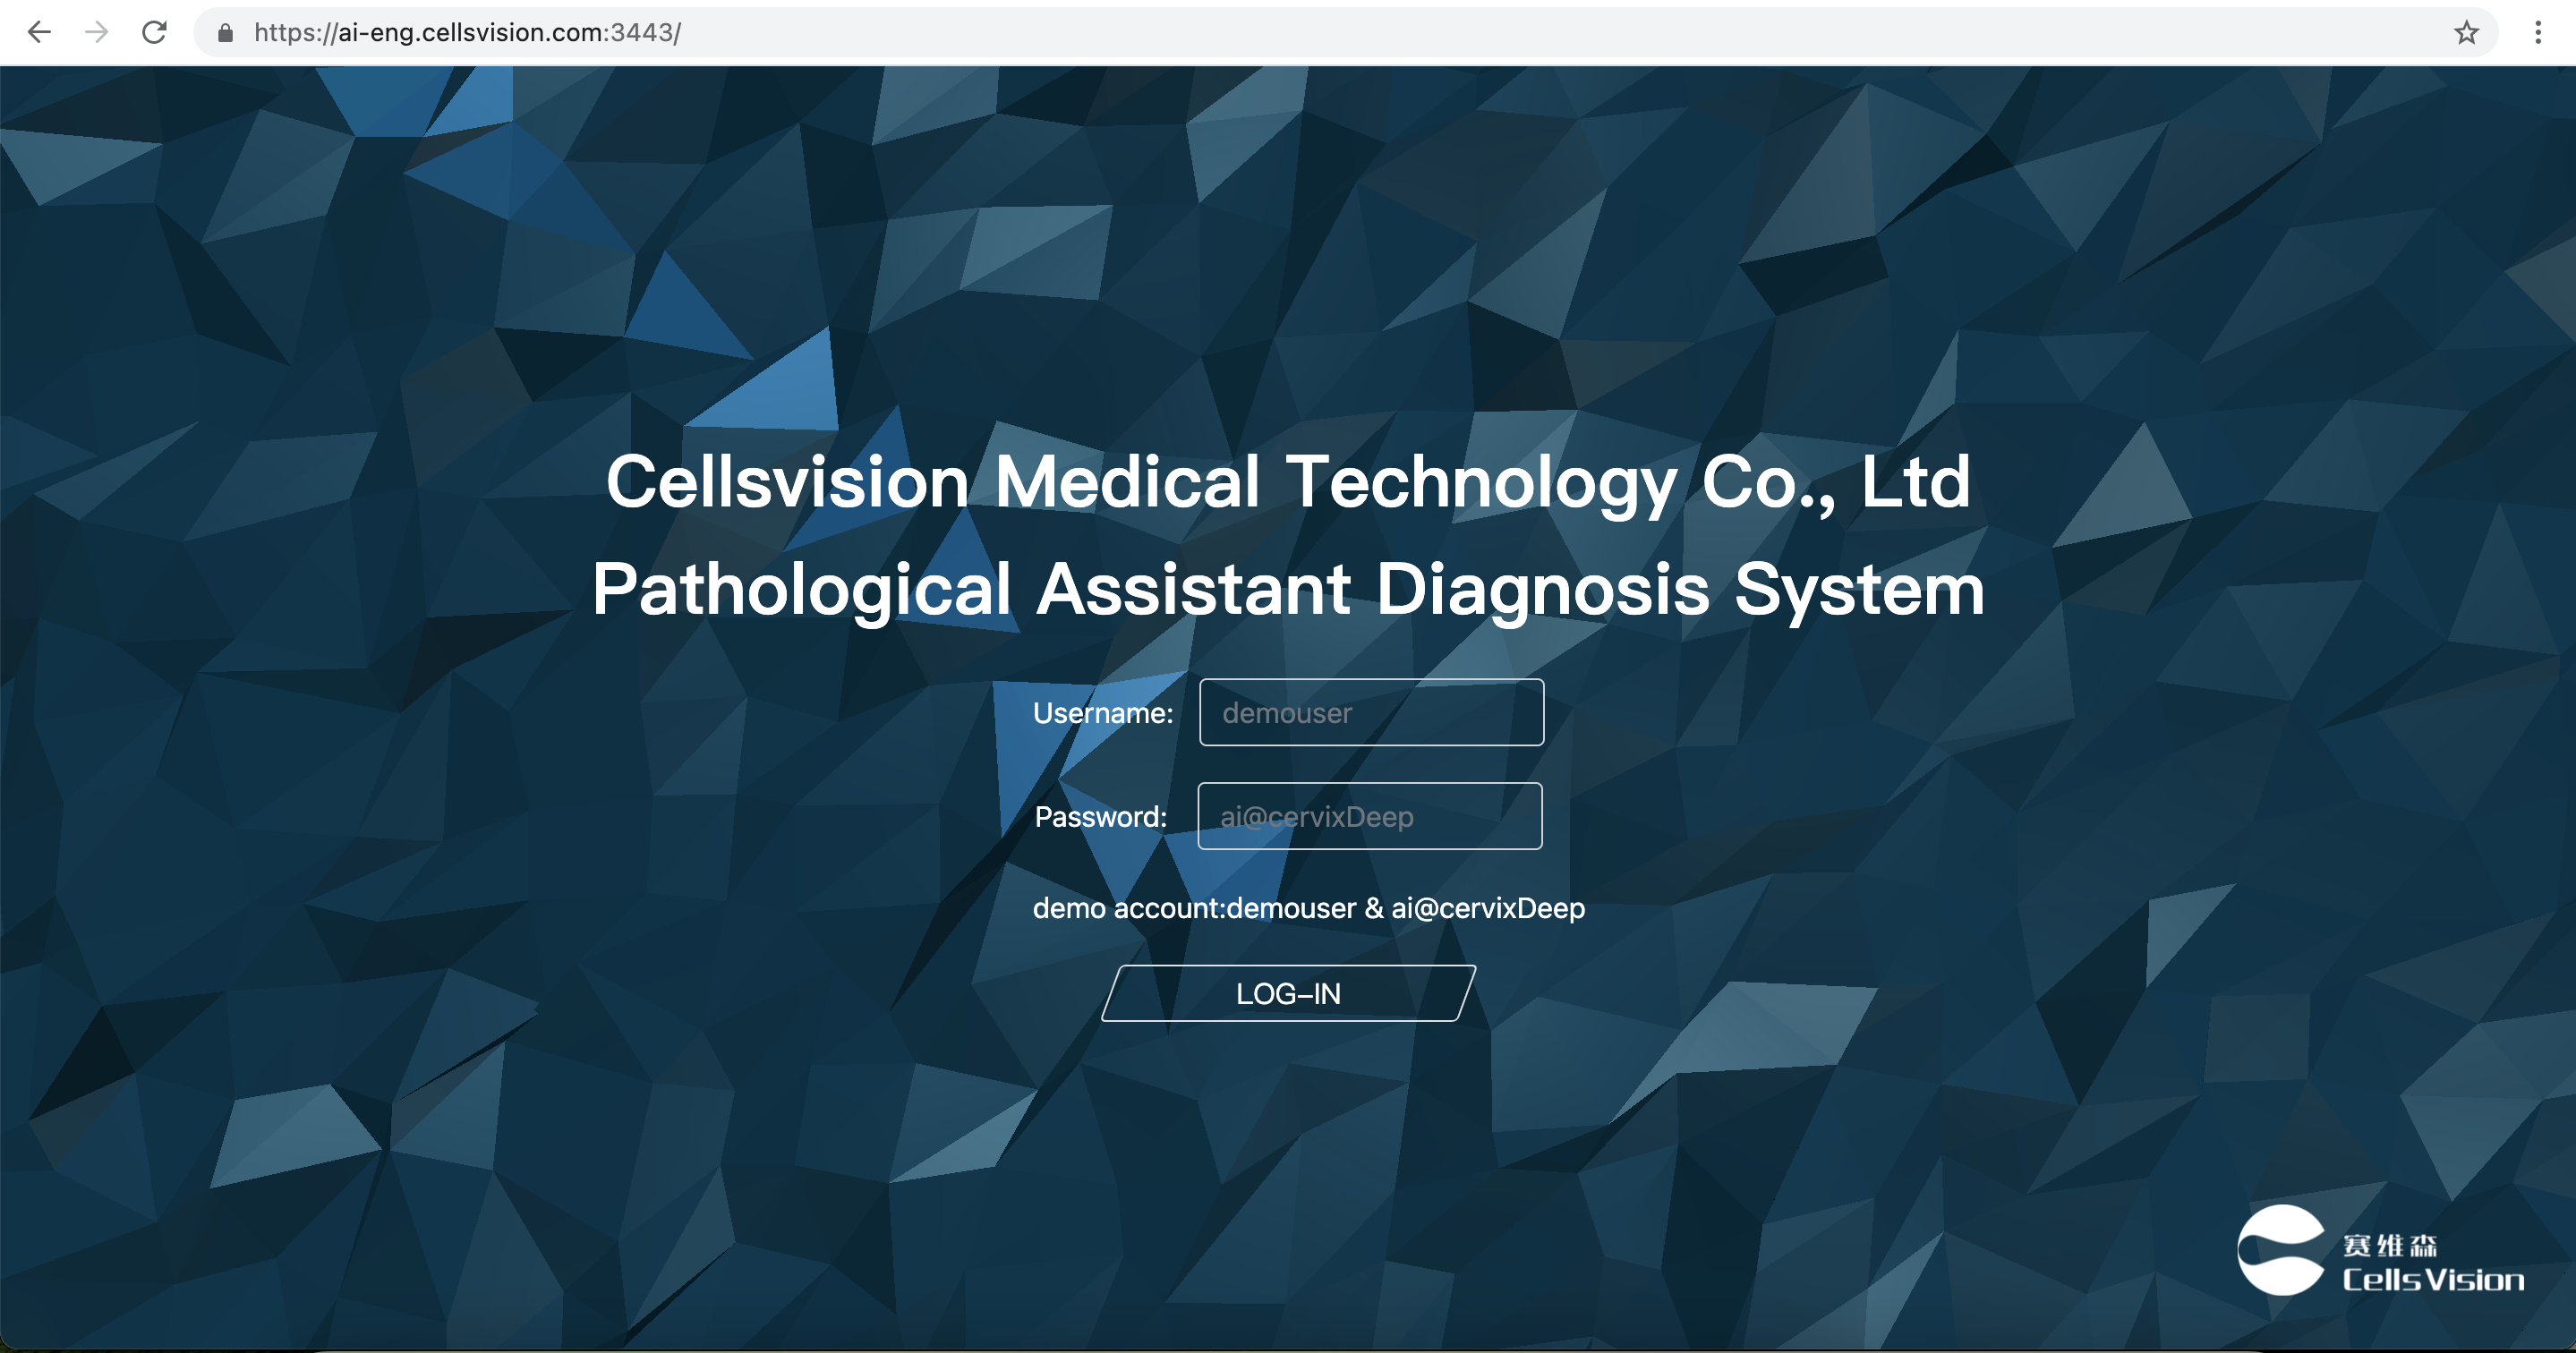 https://ai-eng.cellsvision.com:3443/
Cellsvision Medical Technology Co., Ltd
Pathological Assistant Diagnosis System
Username: demouser
Password: ai@cervixDeep
demo account:demouser & ai@cervixDeep
LOG-IN
赛维森
CellsVision